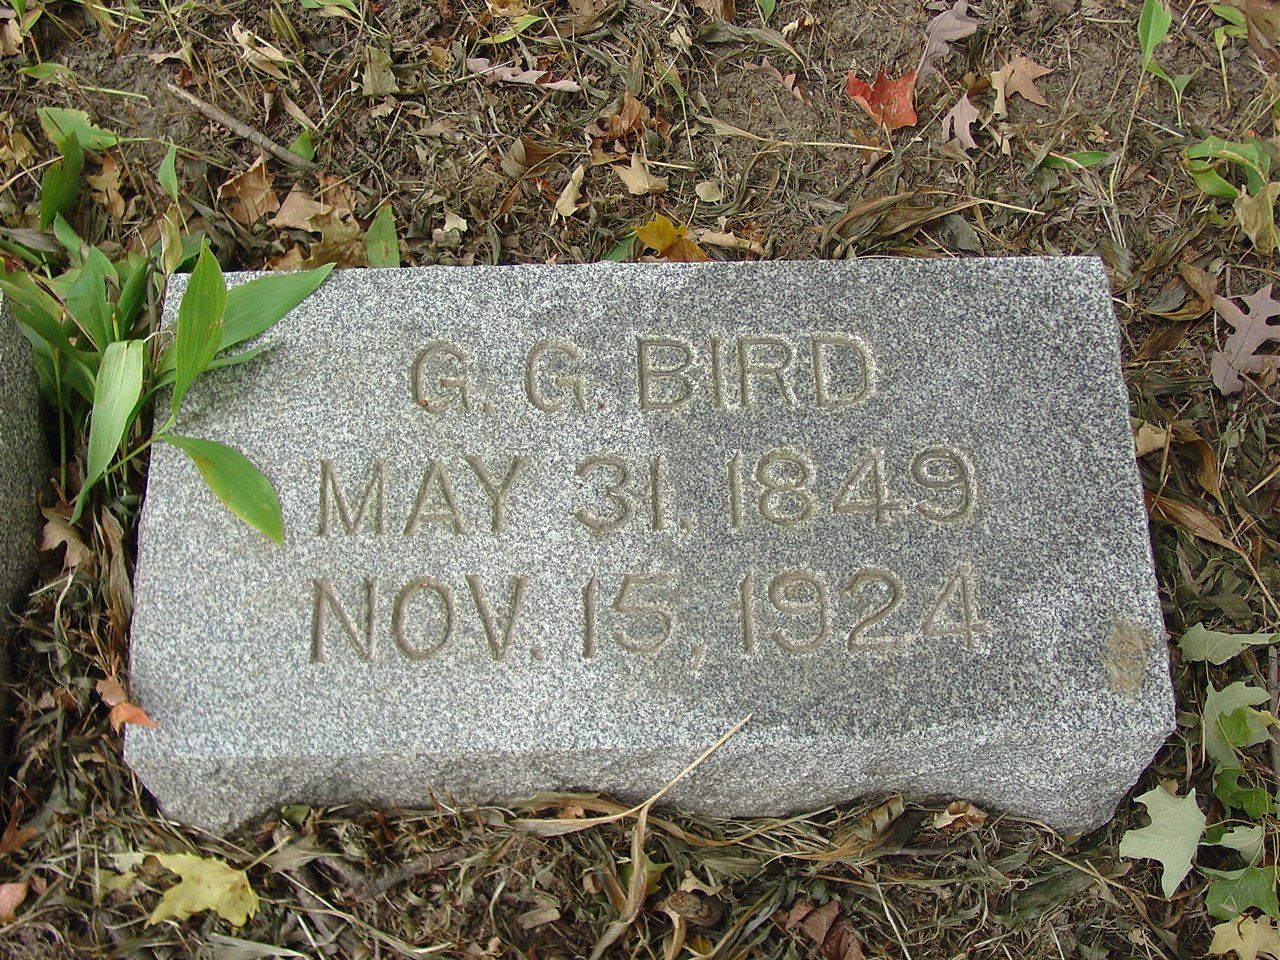 G. G. BIRD
MAY 31, 1849
NOV. 15, 1924